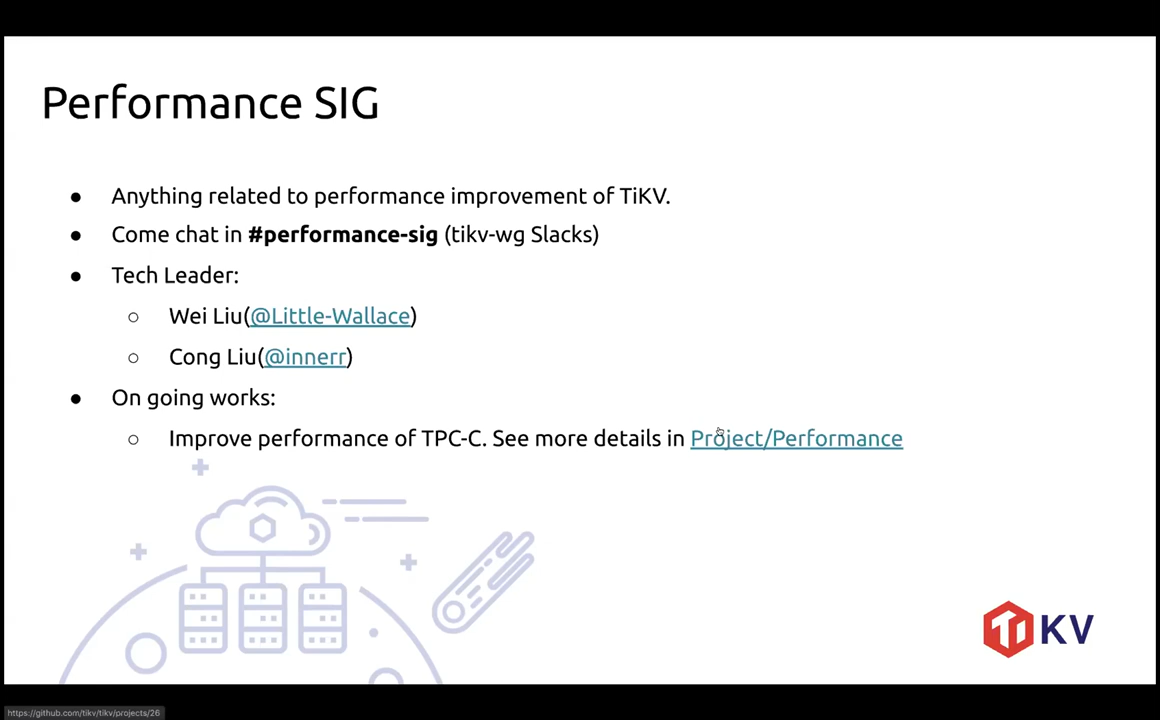 Performance SIG
● Anything related to performance improvement of TiKV.
● Come chat in #performance-sig (tikv-wg Slacks)
● Tech Leader:
○ Wei Liu(@Little-Wallace)
○ Cong Liu(@innerr)
● On going works:
○ Improve performance of TPC-C. See more details in Project/Performance
Ti KV
https://github.com/tikv/tikv/projects/26